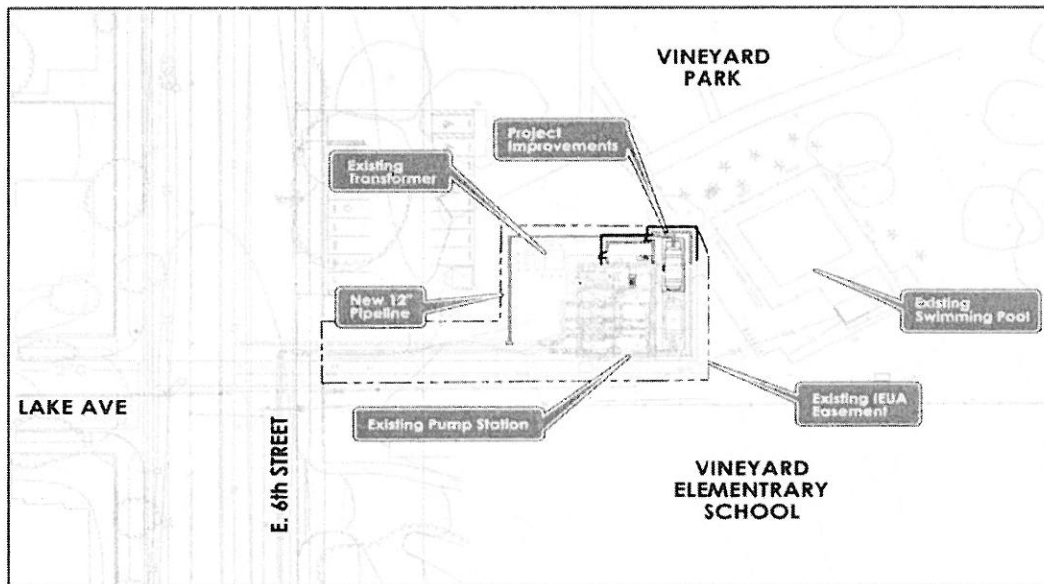 VINEYARD
PARK
Project
Improvements
Existing
Transformer
New 12"
Pipeline
Existing
Swimming Pool
LAKE AVE
Existing Pump Station
Existing IEUA
Easement
E. 6th STREET
VINEYARD
ELEMENTRARY
SCHOOL